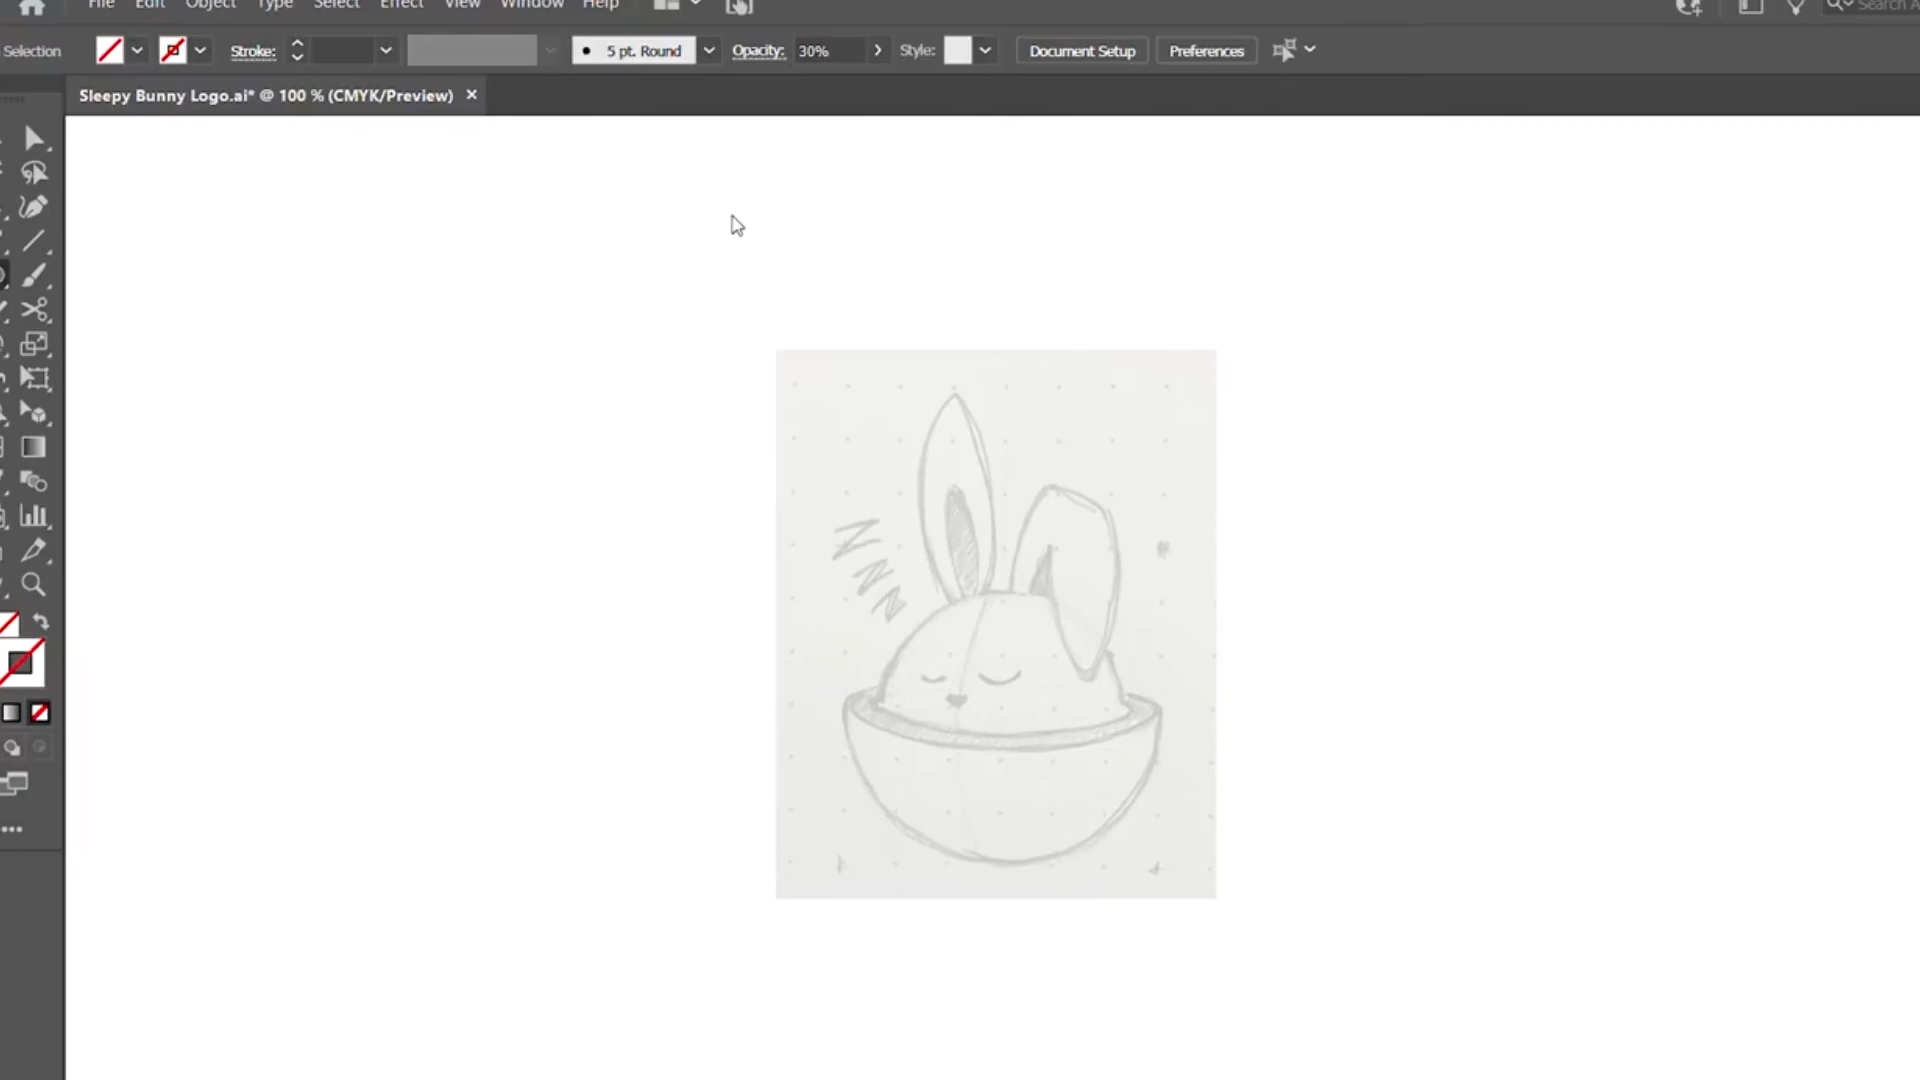 File Edit Object Type Select Effect View Window Help
Search A
Selection Stroke: 5 pt. Round Opacity: 30% Style: Document Setup Preferences
Sleepy Bunny Logo.ai* @ 100 % (CMYK/Preview) ×
Z
Z
Z